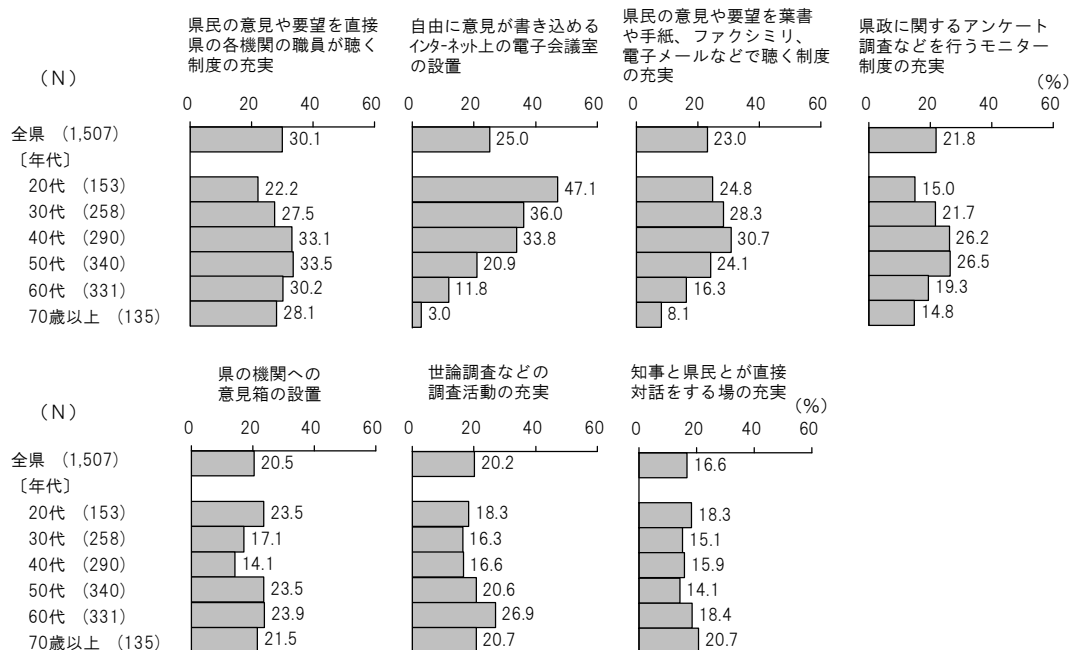 県民の意見や要望を直接
県の各機関の職員が聴く
制度の充実
自由に意見が書き込める
インターネット上の電子会議室
の設置
県民の意見や要望を葉書
や手紙、ファクシミリ、
電子メールなどで聴く制度
の充実
県政に関するアンケート
調査などを行うモニター
制度の充実
（Ｎ）
(%)
0 20 40 60 0 20 40 60 0 20 40 60 0 20 40 60
全県 (1,507) 30.1 25.0 23.0 21.8
〔年代〕
20代 (153) 22.2 47.1 24.8 15.0
30代 (258) 27.5 36.0 28.3 21.7
40代 (290) 33.1 33.8 30.7 26.2
50代 (340) 33.5 20.9 24.1 26.5
60代 (331) 30.2 11.8 16.3 19.3
70歳以上 (135) 28.1 3.0 8.1 14.8
県の機関への
意見箱の設置
世論調査などの
調査活動の充実
知事と県民とが直接
対話をする場の充実
（Ｎ）
(%)
0 20 40 60 0 20 40 60 0 20 40 60
全県 (1,507) 20.5 20.2 16.6
〔年代〕
20代 (153) 23.5 18.3 18.3
30代 (258) 17.1 16.3 15.1
40代 (290) 14.1 16.6 15.9
50代 (340) 23.5 20.6 14.1
60代 (331) 23.9 26.9 18.4
70歳以上 (135) 21.5 20.7 20.7